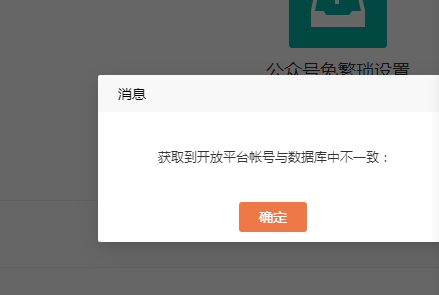 公众号免繁琐设置
消息
获取到开放平台帐号与数据库中不一致：
确定